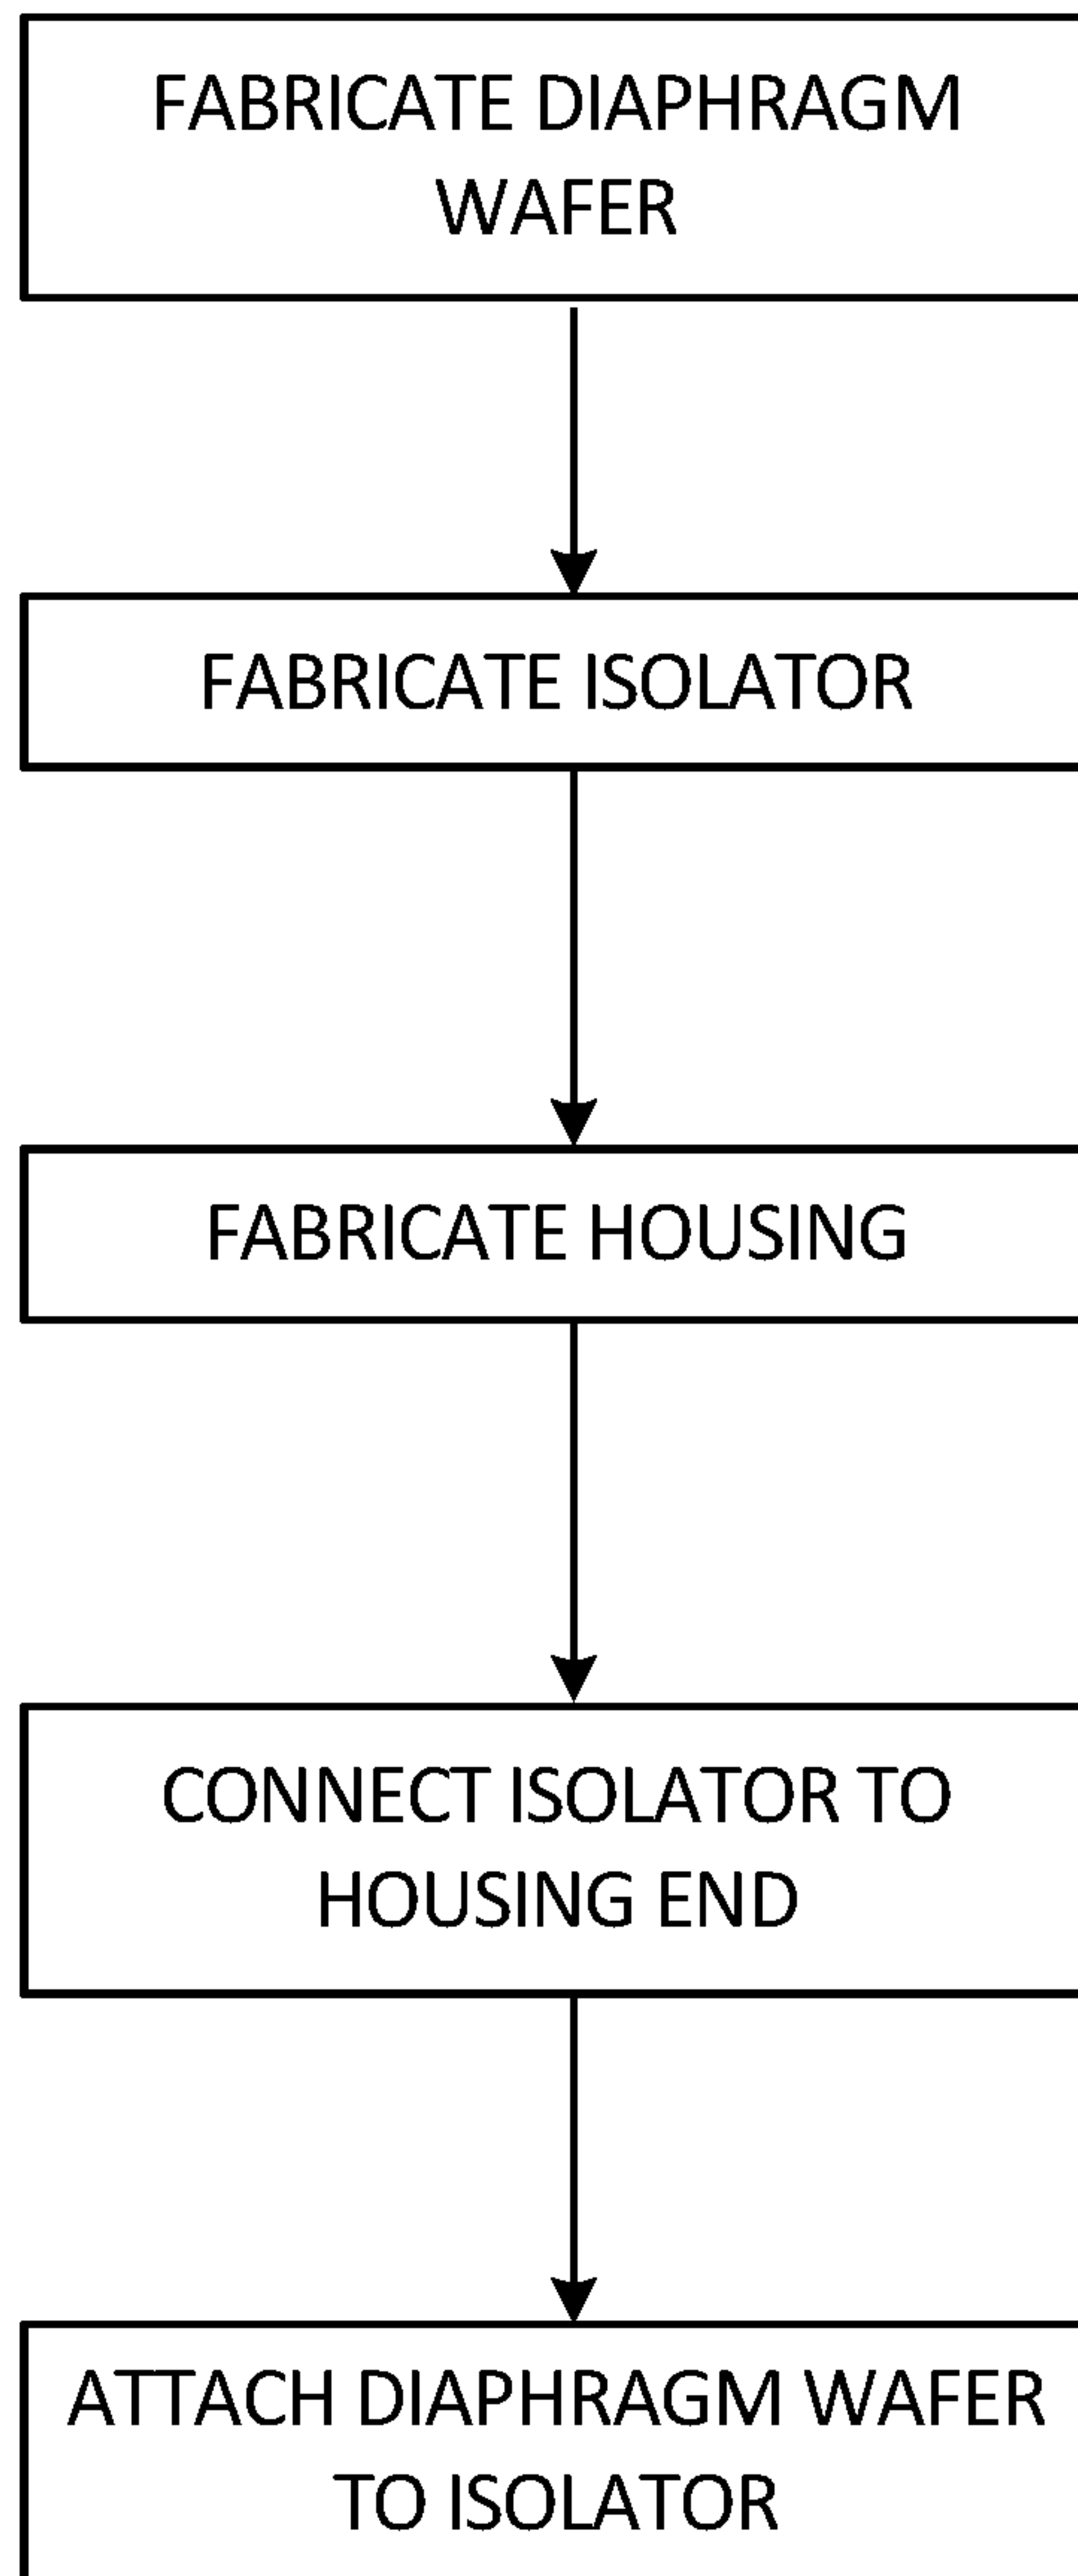 FABRICATE DIAPHRAGM
WAFER
FABRICATE ISOLATOR
FABRICATE HOUSING
CONNECT ISOLATOR TO
HOUSING END
ATTACH DIAPHRAGM WAFER
TO ISOLATOR